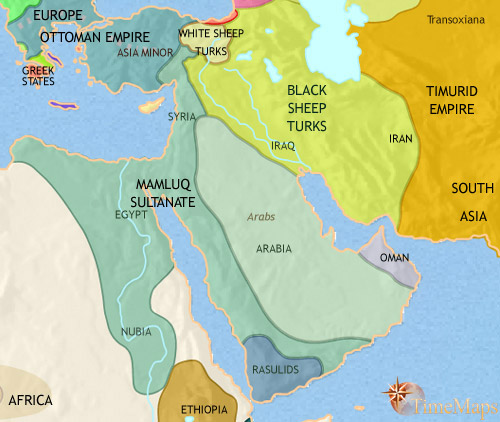 EUROPE
OTTOMAN EMPIRE
ASIA MINOR
WHITE SHEEP
TURKS
Transoxiana
GREEK
STATES
BLACK
SHEEP
TURKS
TIMURID
EMPIRE
SYRIA
IRAQ
IRAN
MAMLUQ
SULTANATE
EGYPT
SOUTH
ASIA
Arabs
ARABIA
OMAN
NUBIA
RASULIDS
AFRICA
ETHIOPIA
TimeMaps